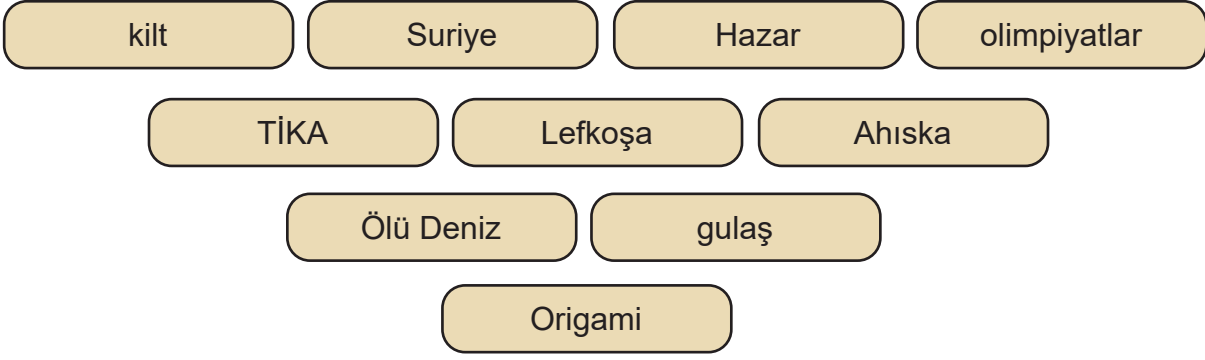 kilt Suriye Hazar olimpiyatlar
TİKA Lefkoşa Ahıska
Ölü Deniz gulaş
Origami